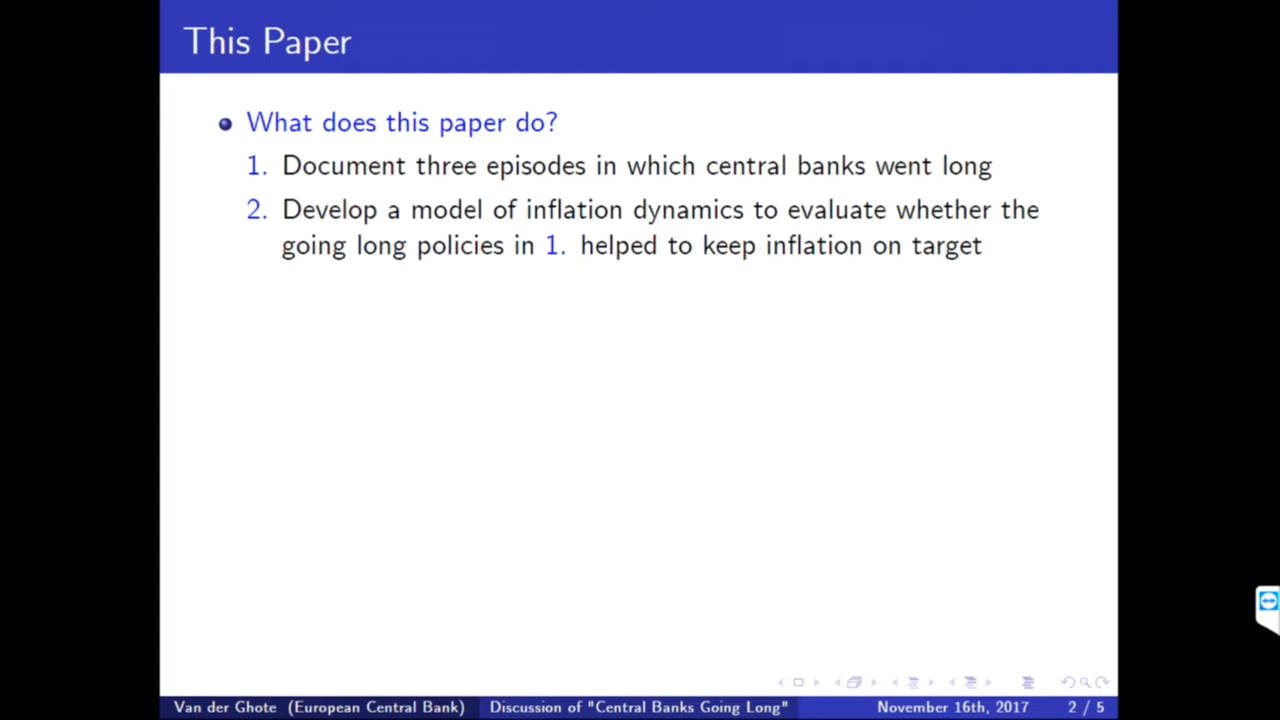 This Paper
What does this paper do?
1. Document three episodes in which central banks went long
2. Develop a model of inflation dynamics to evaluate whether the
going long policies in 1. helped to keep inflation on target
Van der Ghote (European Central Bank) Discussion of "Central Banks Going Long" November 16th, 2017 2 / 5